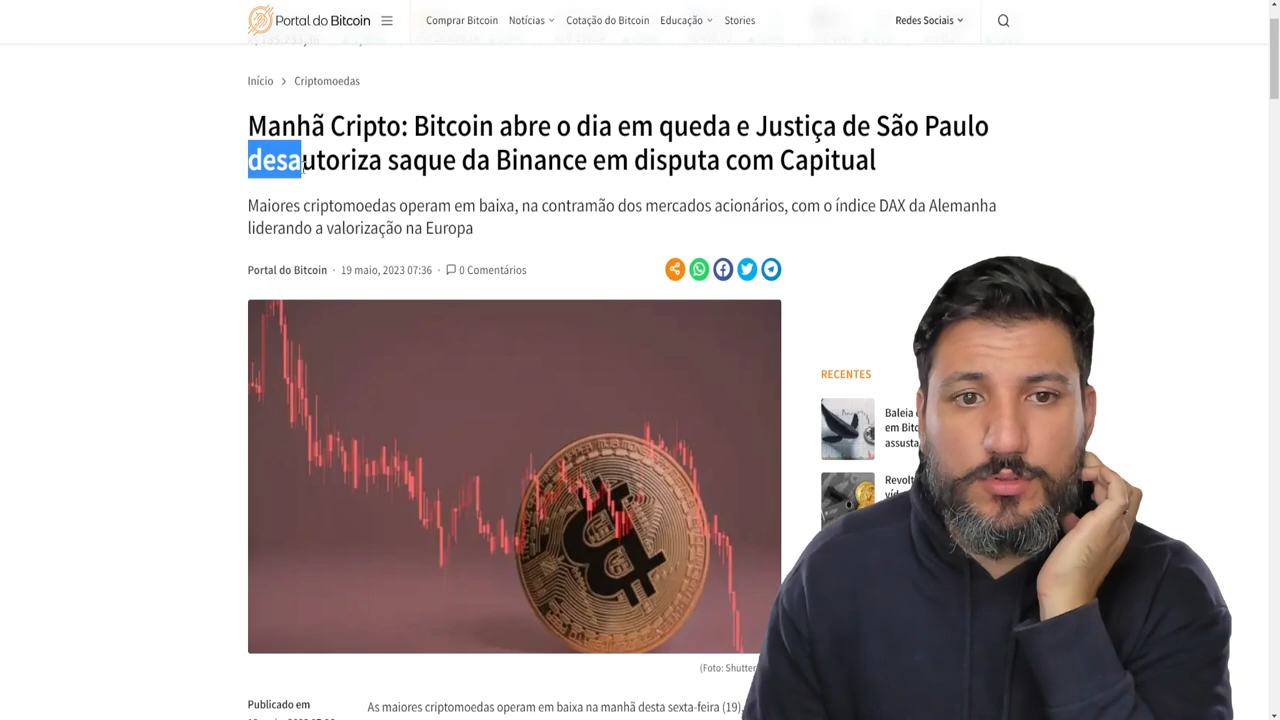 Portal do Bitcoin
Comprar Bitcoin Notícias Cotação do Bitcoin Educação Stories Redes Sociais
Início > Criptomoedas
Manhã Cripto: Bitcoin abre o dia em queda e Justiça de São Paulo
desautoriza saque da Binance em disputa com Capitual
Maiores criptomoedas operam em baixa, na contramão dos mercados acionários, com o índice DAX da Alemanha
liderando a valorização na Europa
Portal do Bitcoin · 19 maio, 2023 07:36 · 0 Comentários
RECENTES
Baleia
em Bitc
assusta
Revolt
(Foto: Shutter
Publicado em
As maiores criptomoedas operam em baixa na manhã desta sexta-feira (19),